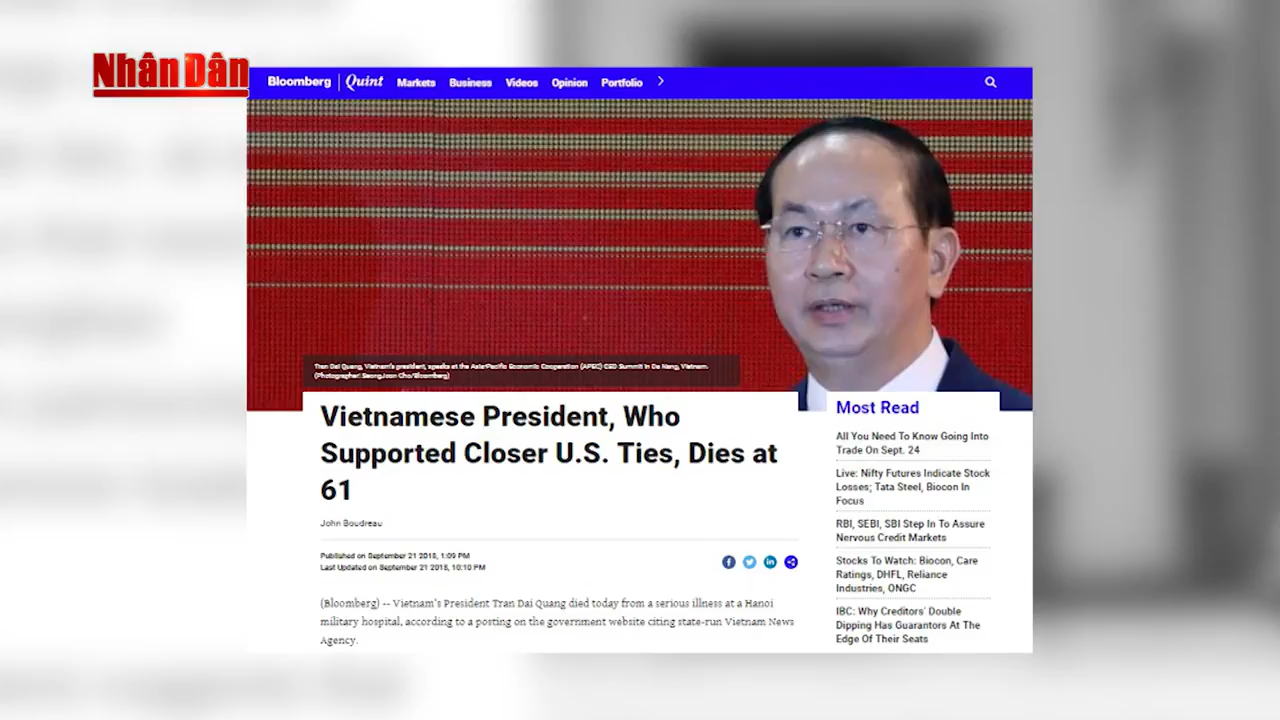 Nhân Dân
Bloomberg | Quint Markets Business Videos Opinion Portfolio
Tran Dai Quang, Vietnam's president, speaks at the Asia-Pacific Economic Cooperation (APEC) CEO Summit in Da Nang, Vietnam.
(Photographer: SeongJoon Cho/Bloomberg)
Vietnamese President, Who
Supported Closer U.S. Ties, Dies at
61
John Boudreau
Published on September 21 2018, 1:09 PM
Last Updated on September 21 2018, 10:10 PM
(Bloomberg) -- Vietnam's President Tran Dai Quang died today from a serious illness at a Hanoi
military hospital, according to a posting on the government website citing state-run Vietnam News
Agency.
Most Read
All You Need To Know Going Into
Trade On Sept. 24
Live: Nifty Futures Indicate Stock
Losses; Tata Steel, Biocon In
Focus
RBI, SEBI, SBI Step In To Assure
Nervous Credit Markets
Stocks To Watch: Biocon, Care
Ratings, DHFL, Reliance
Industries, ONGC
IBC: Why Creditors' Double
Dipping Has Guarantors At The
Edge Of Their Seats